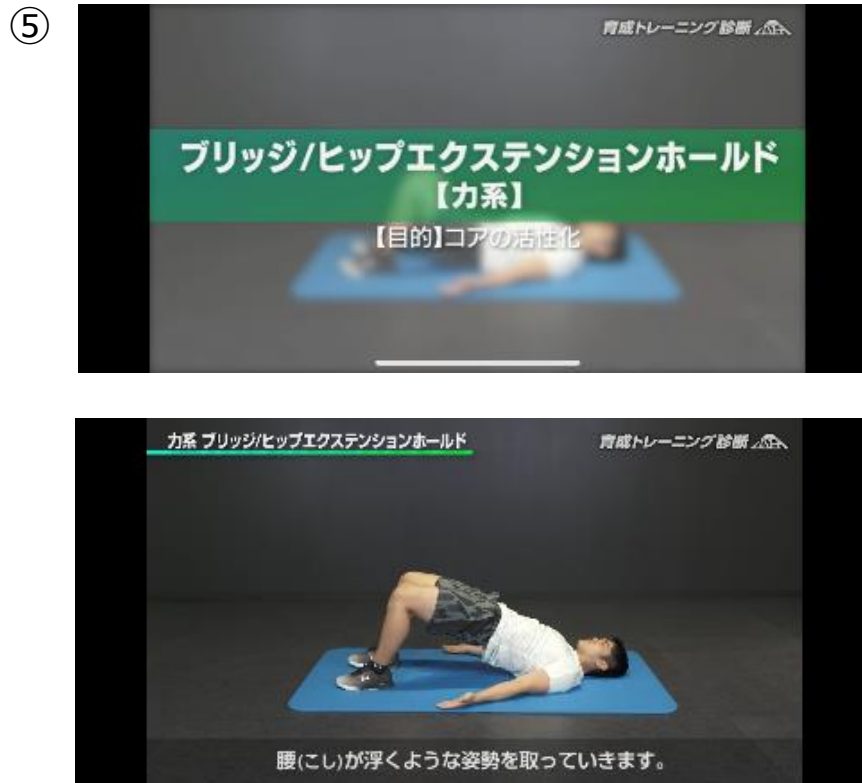 ⑤
育成トレーニング診断
ブリッジ/ヒップエクステンションホールド
【力系】
【目的】コアの活性化
力系 ブリッジ/ヒップエクステンションホールド
育成トレーニング診断
腰(こし)が浮くような姿勢を取っていきます。